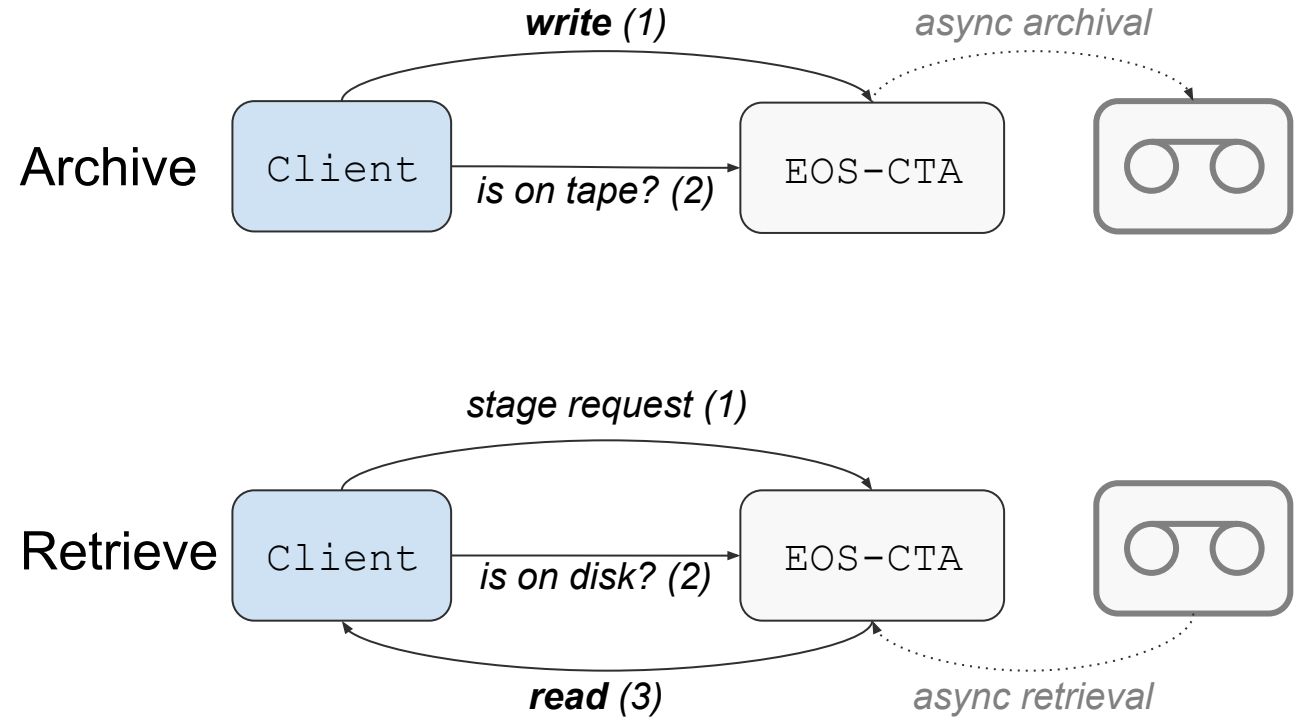 write (1)
async archival
Archive
Client
is on tape? (2)
EOS-CTA
stage request (1)
Retrieve
Client
is on disk? (2)
EOS-CTA
read (3)
async retrieval